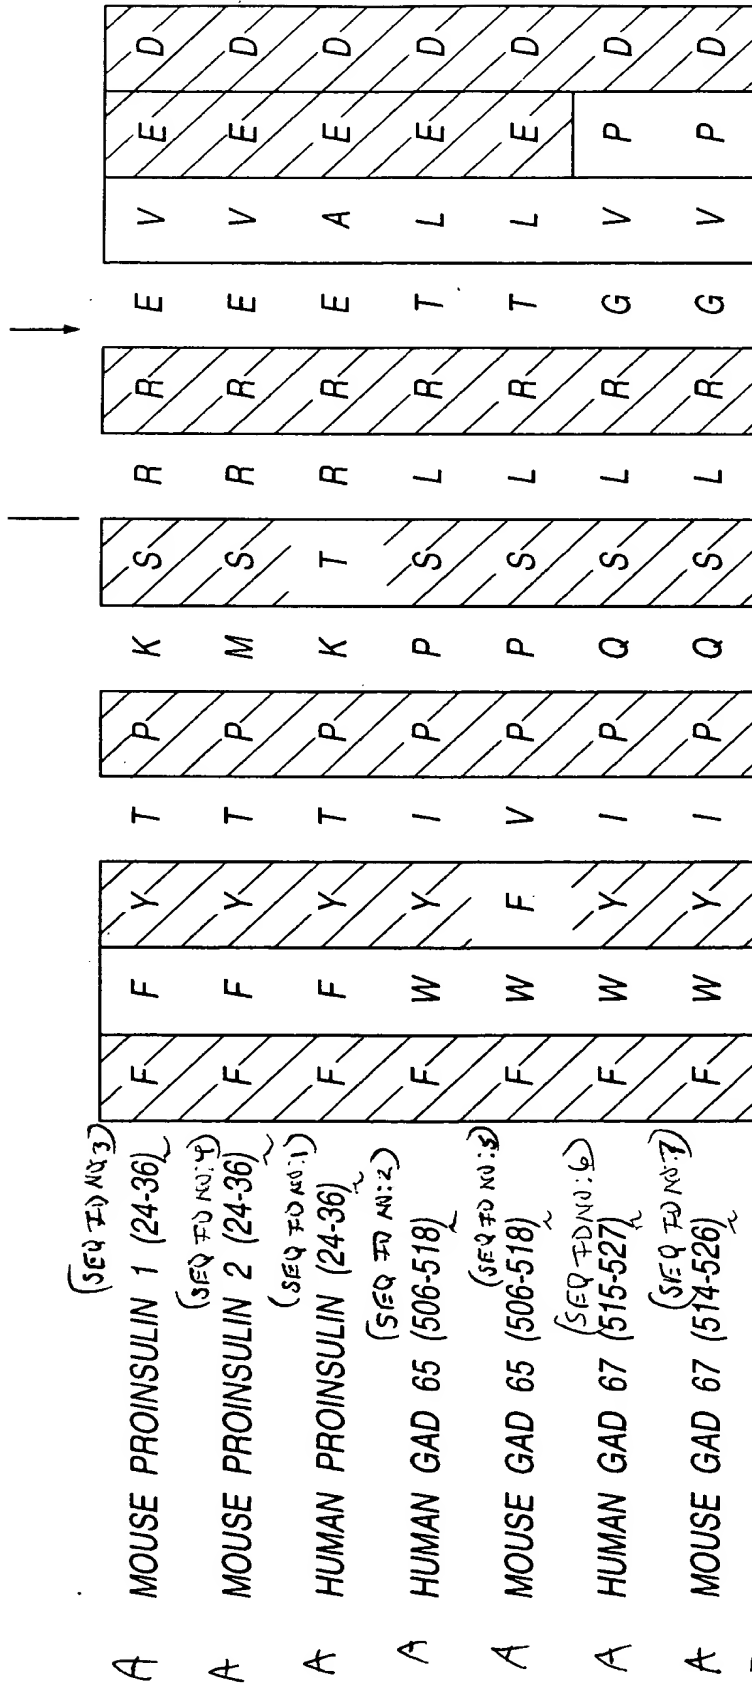 (SEQ ID NO:3)
A MOUSE PROINSULIN 1 (24-36) F F Y T P K S R R E V E D
(SEQ ID NO:4)
A MOUSE PROINSULIN 2 (24-36) F F Y T P M S R R E V E D
(SEQ ID NO:1)
A HUMAN PROINSULIN (24-36) F F Y T P K T R R E A E D
(SEQ ID NO:2)
A HUMAN GAD 65 (506-518) F W Y I P P S L R T L E D
(SEQ ID NO:5)
A MOUSE GAD 65 (506-518) F W F V P P S L R T L E D
(SEQ ID NO:6)
A HUMAN GAD 67 (515-527) F W Y I P Q S L R G V P D
(SEQ ID NO:7)
A MOUSE GAD 67 (514-526) F W Y I P Q S L R G V P D